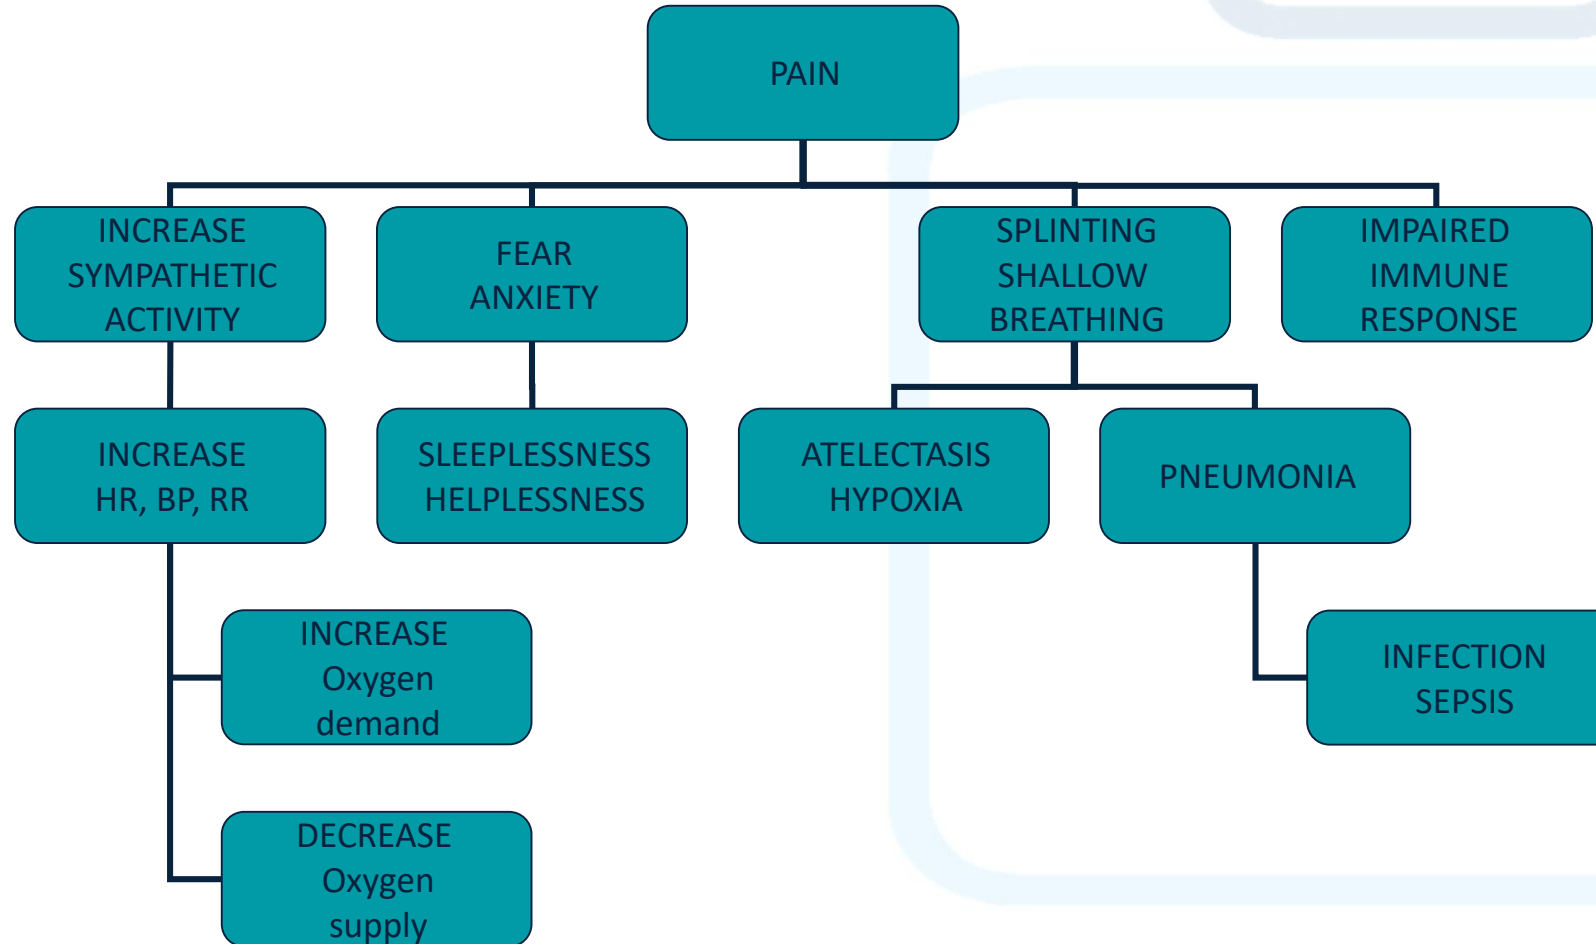 PAIN
INCREASE
SYMPATHETIC
ACTIVITY
FEAR
ANXIETY
SPLINTING
SHALLOW
BREATHING
IMPAIRED
IMMUNE
RESPONSE
INCREASE
HR, BP, RR
SLEEPLESSNESS
HELPLESSNESS
ATELECTASIS
HYPOXIA
PNEUMONIA
INCREASE
Oxygen
demand
INFECTION
SEPSIS
DECREASE
Oxygen
supply